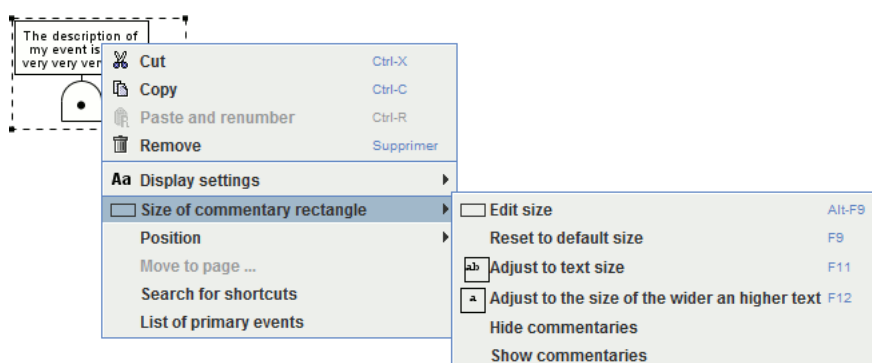 The description of
my event is
very very ver
Cut Ctrl-X
Copy Ctrl-C
Paste and renumber Ctrl-R
Remove Supprimer
Aa Display settings
Size of commentary rectangle
Position
Move to page ...
Search for shortcuts
List of primary events
Edit size Alt-F9
Reset to default size F9
ab Adjust to text size F11
a Adjust to the size of the wider an higher text F12
Hide commentaries
Show commentaries